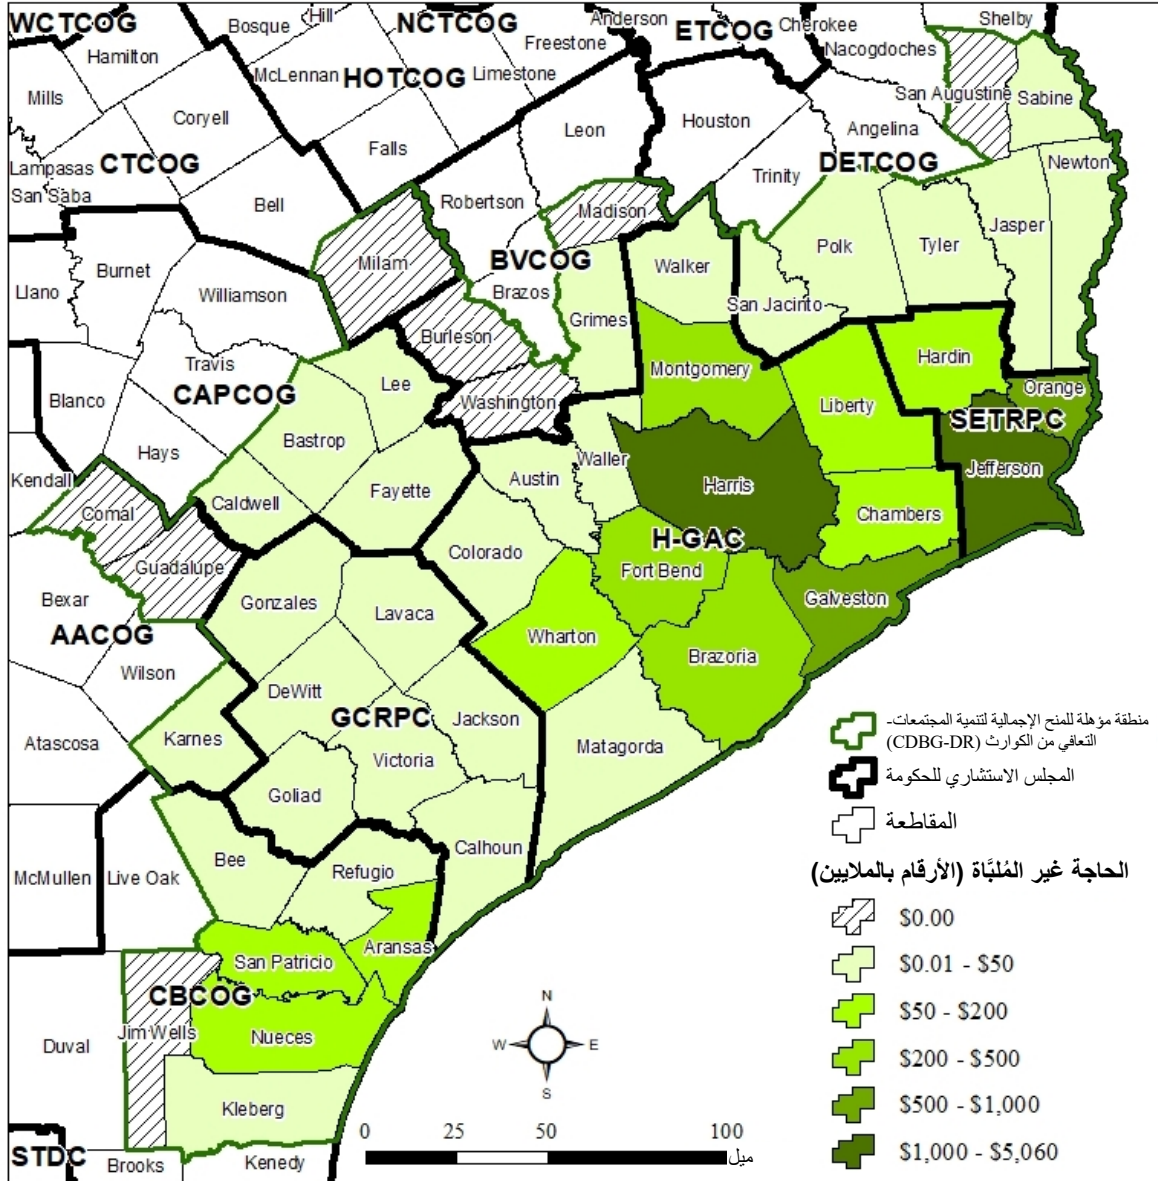 WCTCOG
Hill
Bosque
NCTCOG
Anderson
ETCOG
Cherokee
Shelby
Hamilton
Freestone
Nacogdoches
McLennan
HOTCOG
Limestone
Mills
San Augustine
Sabine
Coryell
Leon
Houston
Angelina
Falls
Lampasas
CTCOG
DETCOG
Newton
San Saba
Trinity
Bell
Robertson
Madison
Jasper
Polk
Tyler
Milam
BVCOG
Walker
Burnet
Llano
Williamson
Brazos
San Jacinto
Grimes
Burleson
Hardin
Travis
Montgomery
Lee
Orange
CAPCOG
Blanco
Washington
Liberty
SETRPC
Bastrop
Hays
Waller
Jefferson
Kendall
Austin
Harris
Fayette
Caldwell
Comal
Chambers
H-GAC
Colorado
Guadalupe
Fort Bend
Bexar
Gonzales
Lavaca
Galveston
AACOG
Wharton
Brazoria
Wilson
DeWitt
GCRPC
Jackson
Atascosa
Karnes
Matagorda
Victoria
Goliad
Calhoun
Bee
Refugio
McMullen
Live Oak
Aransas
San Patricio
CBCOG
Jim Wells
Nueces
Duval
Kleberg
STDC
Brooks
Kenedy
منطقة مؤهلة للمنح الإجمالية لتنمية المجتمعات-
التعافي من الكوارث (CDBG-DR)
المجلس الاستشاري للحكومة
المقاطعة
الحاجة غير المُلبَّاة (الأرقام بالملايين)
$0.00
$0.01 - $50
$50 - $200
$200 - $500
$500 - $1,000
$1,000 - $5,060
N
W E
S
0 25 50 100
ميل